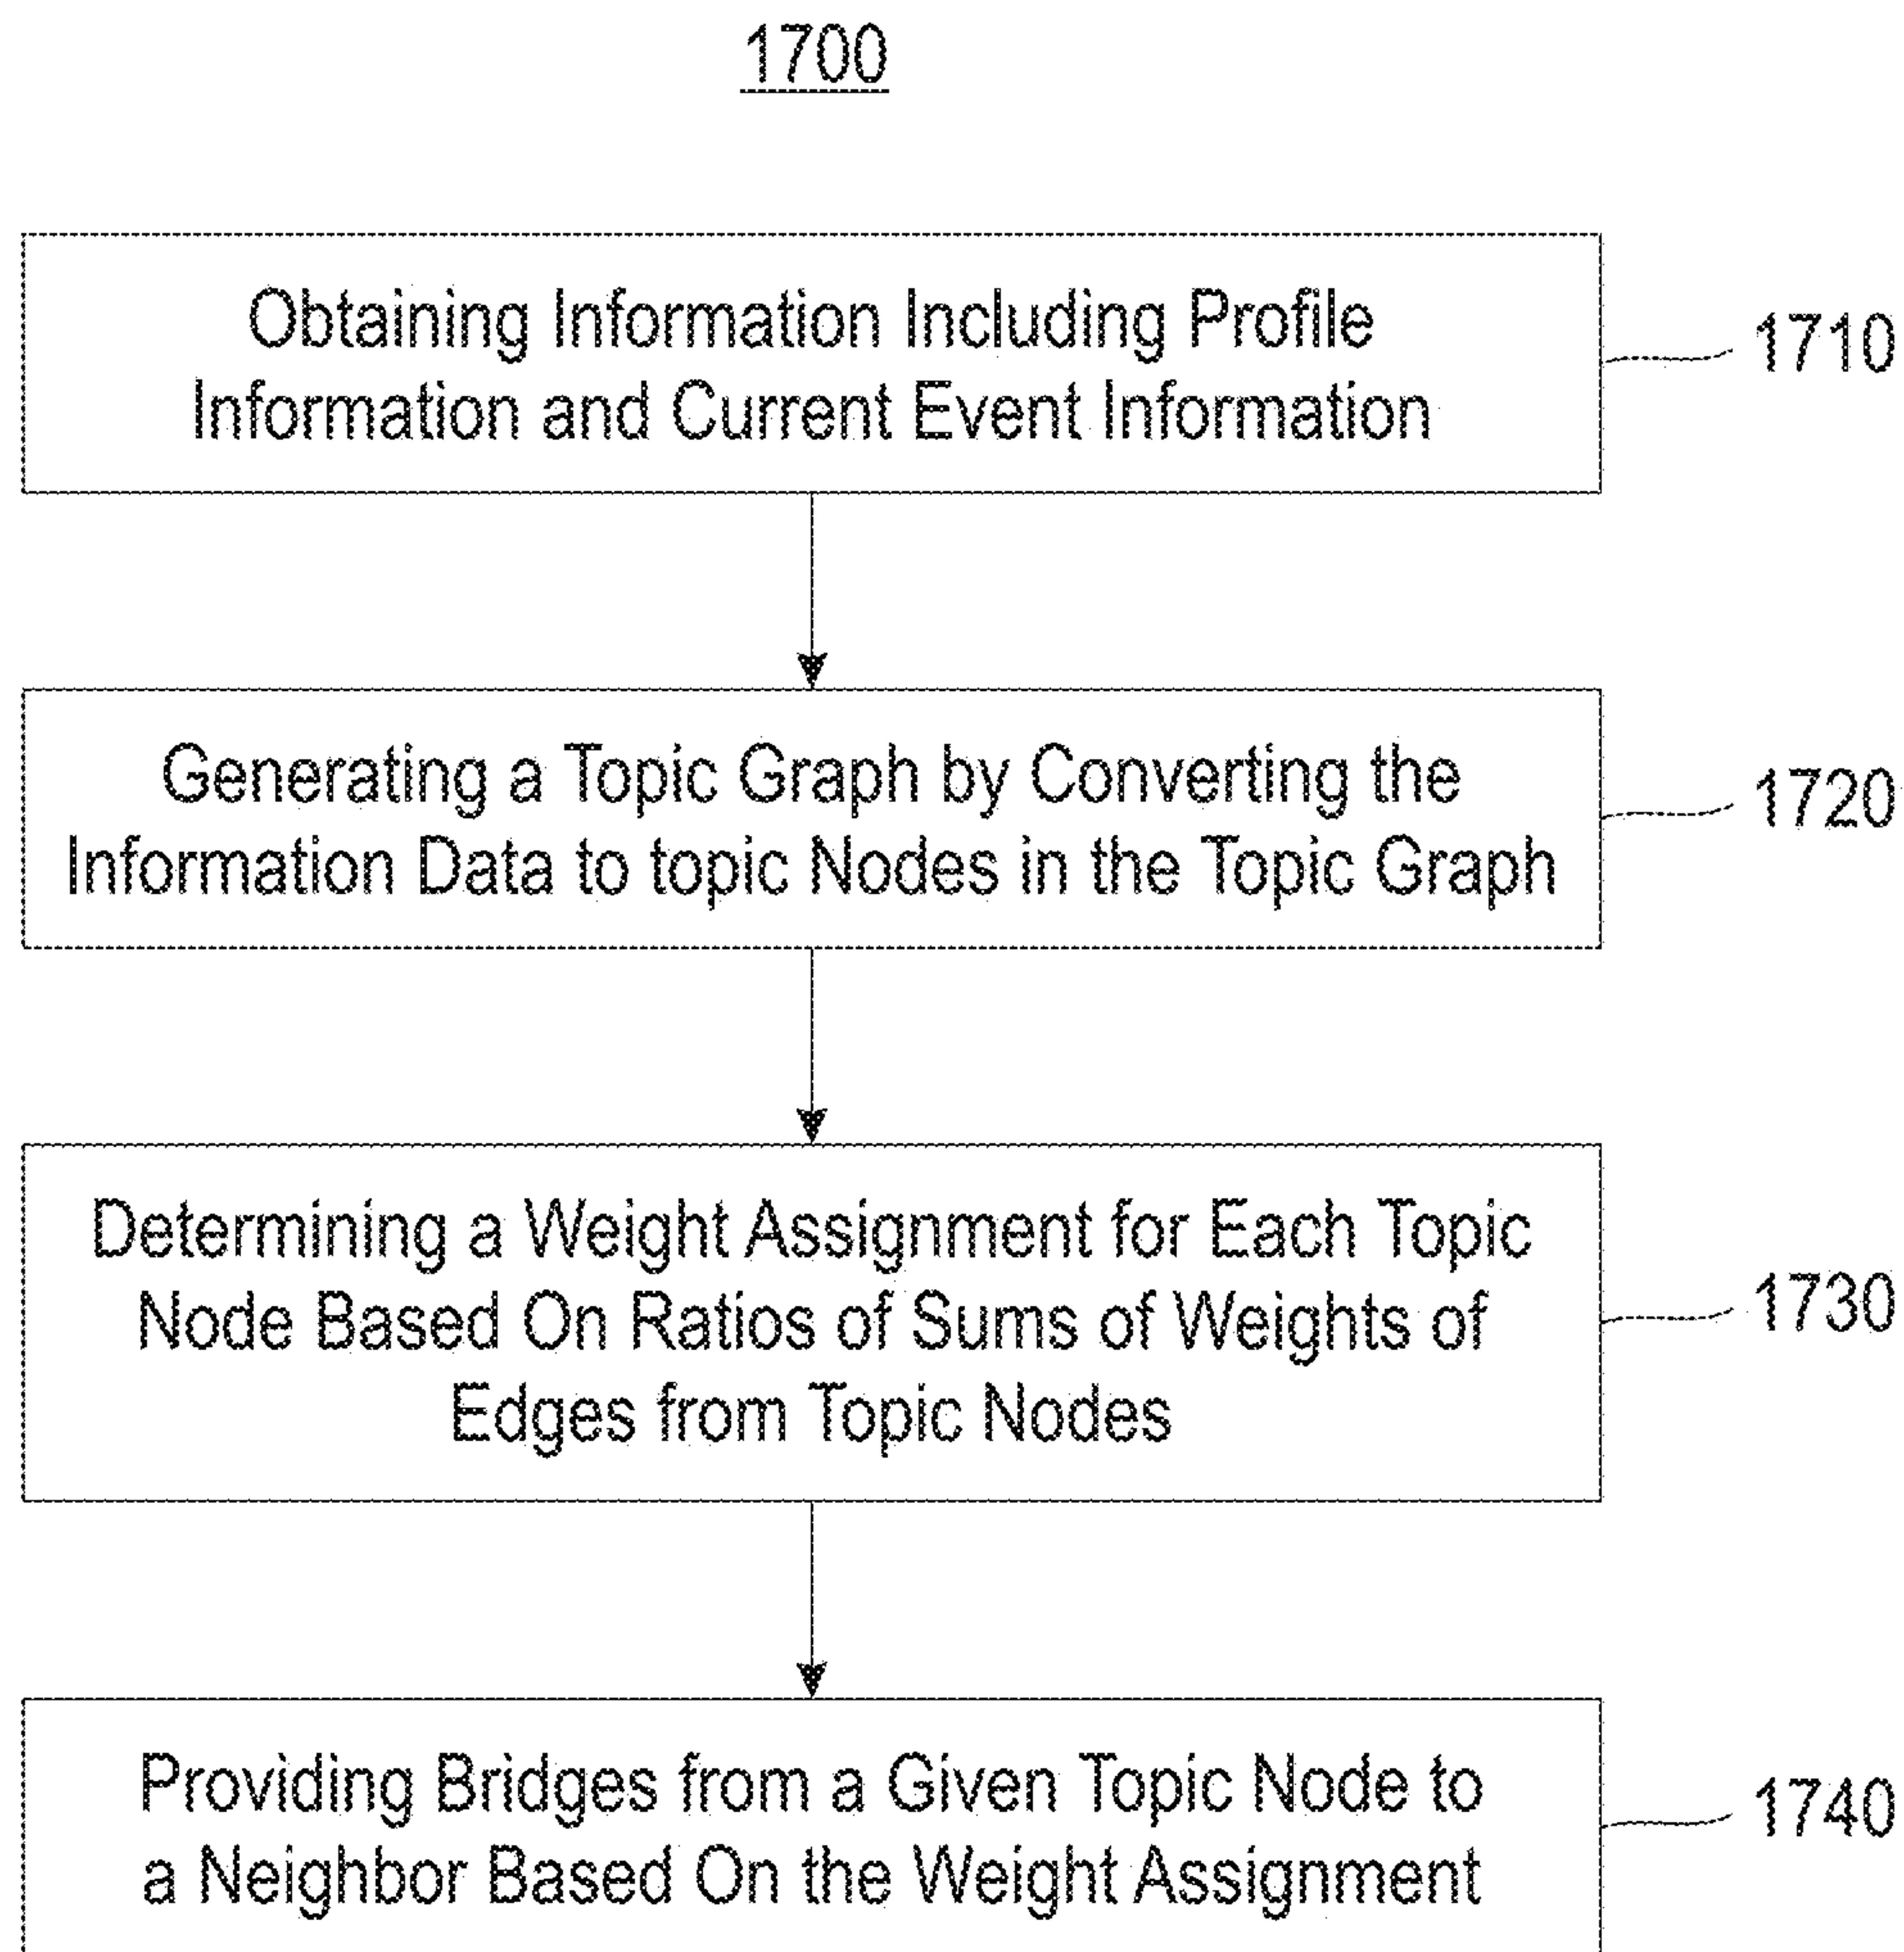 1700
Obtaining Information Including Profile
Information and Current Event Information
1710
Generating a Topic Graph by Converting the
Information Data to topic Nodes in the Topic Graph
1720
Determining a Weight Assignment for Each Topic
Node Based On Ratios of Sums of Weights of
Edges from Topic Nodes
1730
Providing Bridges from a Given Topic Node to
a Neighbor Based On the Weight Assignment
1740